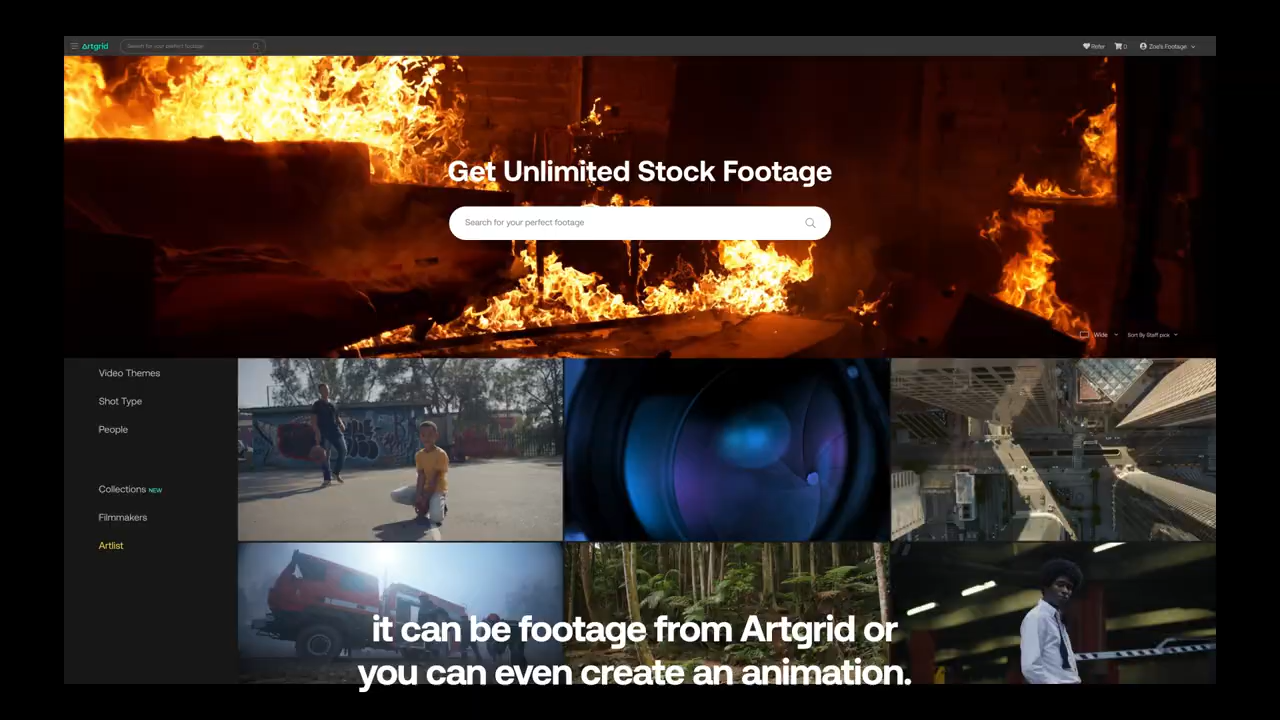 Artgrid
Search for your perfect footage
Refer
0
Zoe's Footage
Get Unlimited Stock Footage
Search for your perfect footage
Wide
Sort By Staff pick
Video Themes
Shot Type
People
Collections NEW
Filmmakers
Artlist
it can be footage from Artgrid or
you can even create an animation.